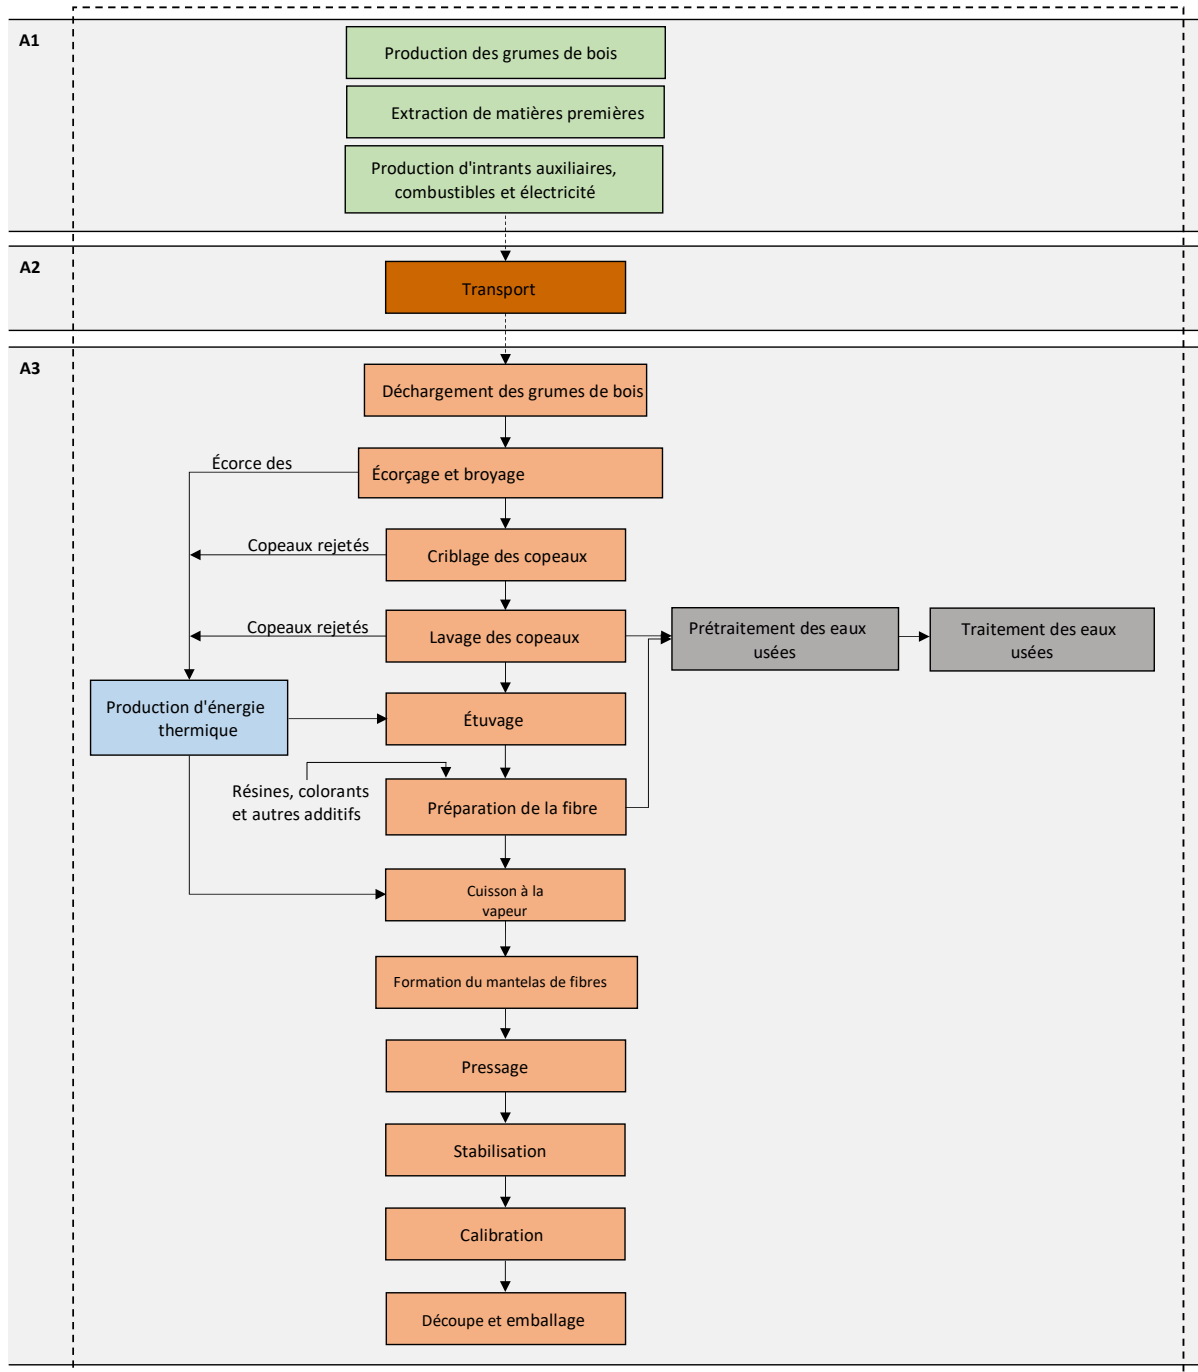 A1
Production des grumes de bois
Extraction de matières premières
Production d'intrants auxiliaires,
combustibles et électricité
A2
Transport
A3
Déchargement des grumes de bois
Écorce des
Écorçage et broyage
Copeaux rejetés
Criblage des copeaux
Copeaux rejetés
Lavage des copeaux
Prétraitement des eaux
usées
Traitement des eaux
usées
Production d'énergie
thermique
Étuvage
Résines, colorants
et autres additifs
Préparation de la fibre
Cuisson à la
vapeur
Formation du mantelas de fibres
Pressage
Stabilisation
Calibration
Découpe et emballage